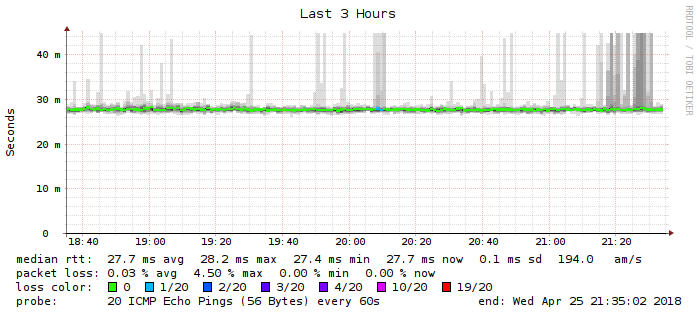 Last 3 Hours
RRDTOOL / TOBI OETIKER
Seconds
40 m
30 m
20 m
10 m
0
18:40 19:00 19:20 19:40 20:00 20:20 20:40 21:00 21:20
median rtt: 27.7 ms avg 28.2 ms max 27.4 ms min 27.7 ms now 0.1 ms sd 194.0 am/s
packet loss: 0.03 % avg 4.50 % max 0.00 % min 0.00 % now
loss color: 0 1/20 2/20 3/20 4/20 10/20 19/20
probe: 20 ICMP Echo Pings (56 Bytes) every 60s end: Wed Apr 25 21:35:02 2018